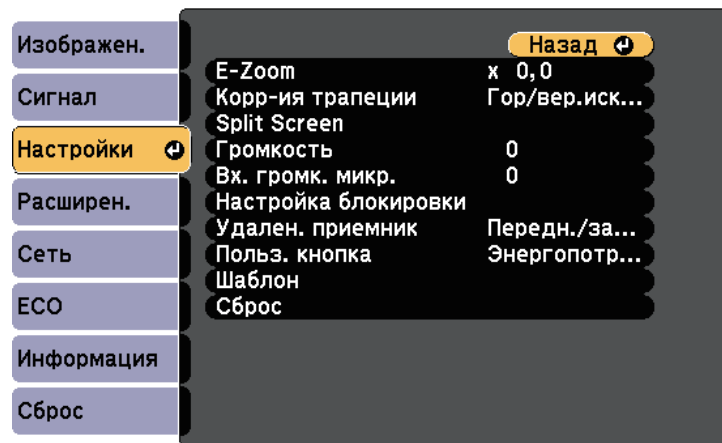 Изображен.
Сигнал
Настройки
Расширен.
Сеть
ECO
Информация
Сброс
Назад
E-Zoom x 0,0
Корр-ия трапеции Гор/вер.иск...
Split Screen
Громкость 0
Вх. громк. микр. 0
Настройка блокировки
Удален. приемник Передн./за...
Польз. кнопка Энергопотр...
Шаблон
Сброс